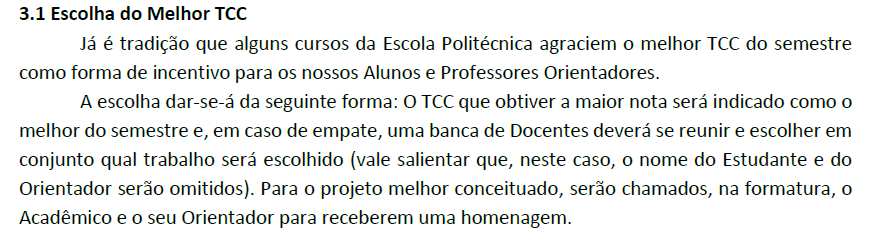 3.1 Escolha do Melhor TCC
Já é tradição que alguns cursos da Escola Politécnica agraciem o melhor TCC do semestre
como forma de incentivo para os nossos Alunos e Professores Orientadores.
A escolha dar-se-á da seguinte forma: O TCC que obtiver a maior nota será indicado como o
melhor do semestre e, em caso de empate, uma banca de Docentes deverá se reunir e escolher em
conjunto qual trabalho será escolhido (vale salientar que, neste caso, o nome do Estudante e do
Orientador serão omitidos). Para o projeto melhor conceituado, serão chamados, na formatura, o
Acadêmico e o seu Orientador para receberem uma homenagem.